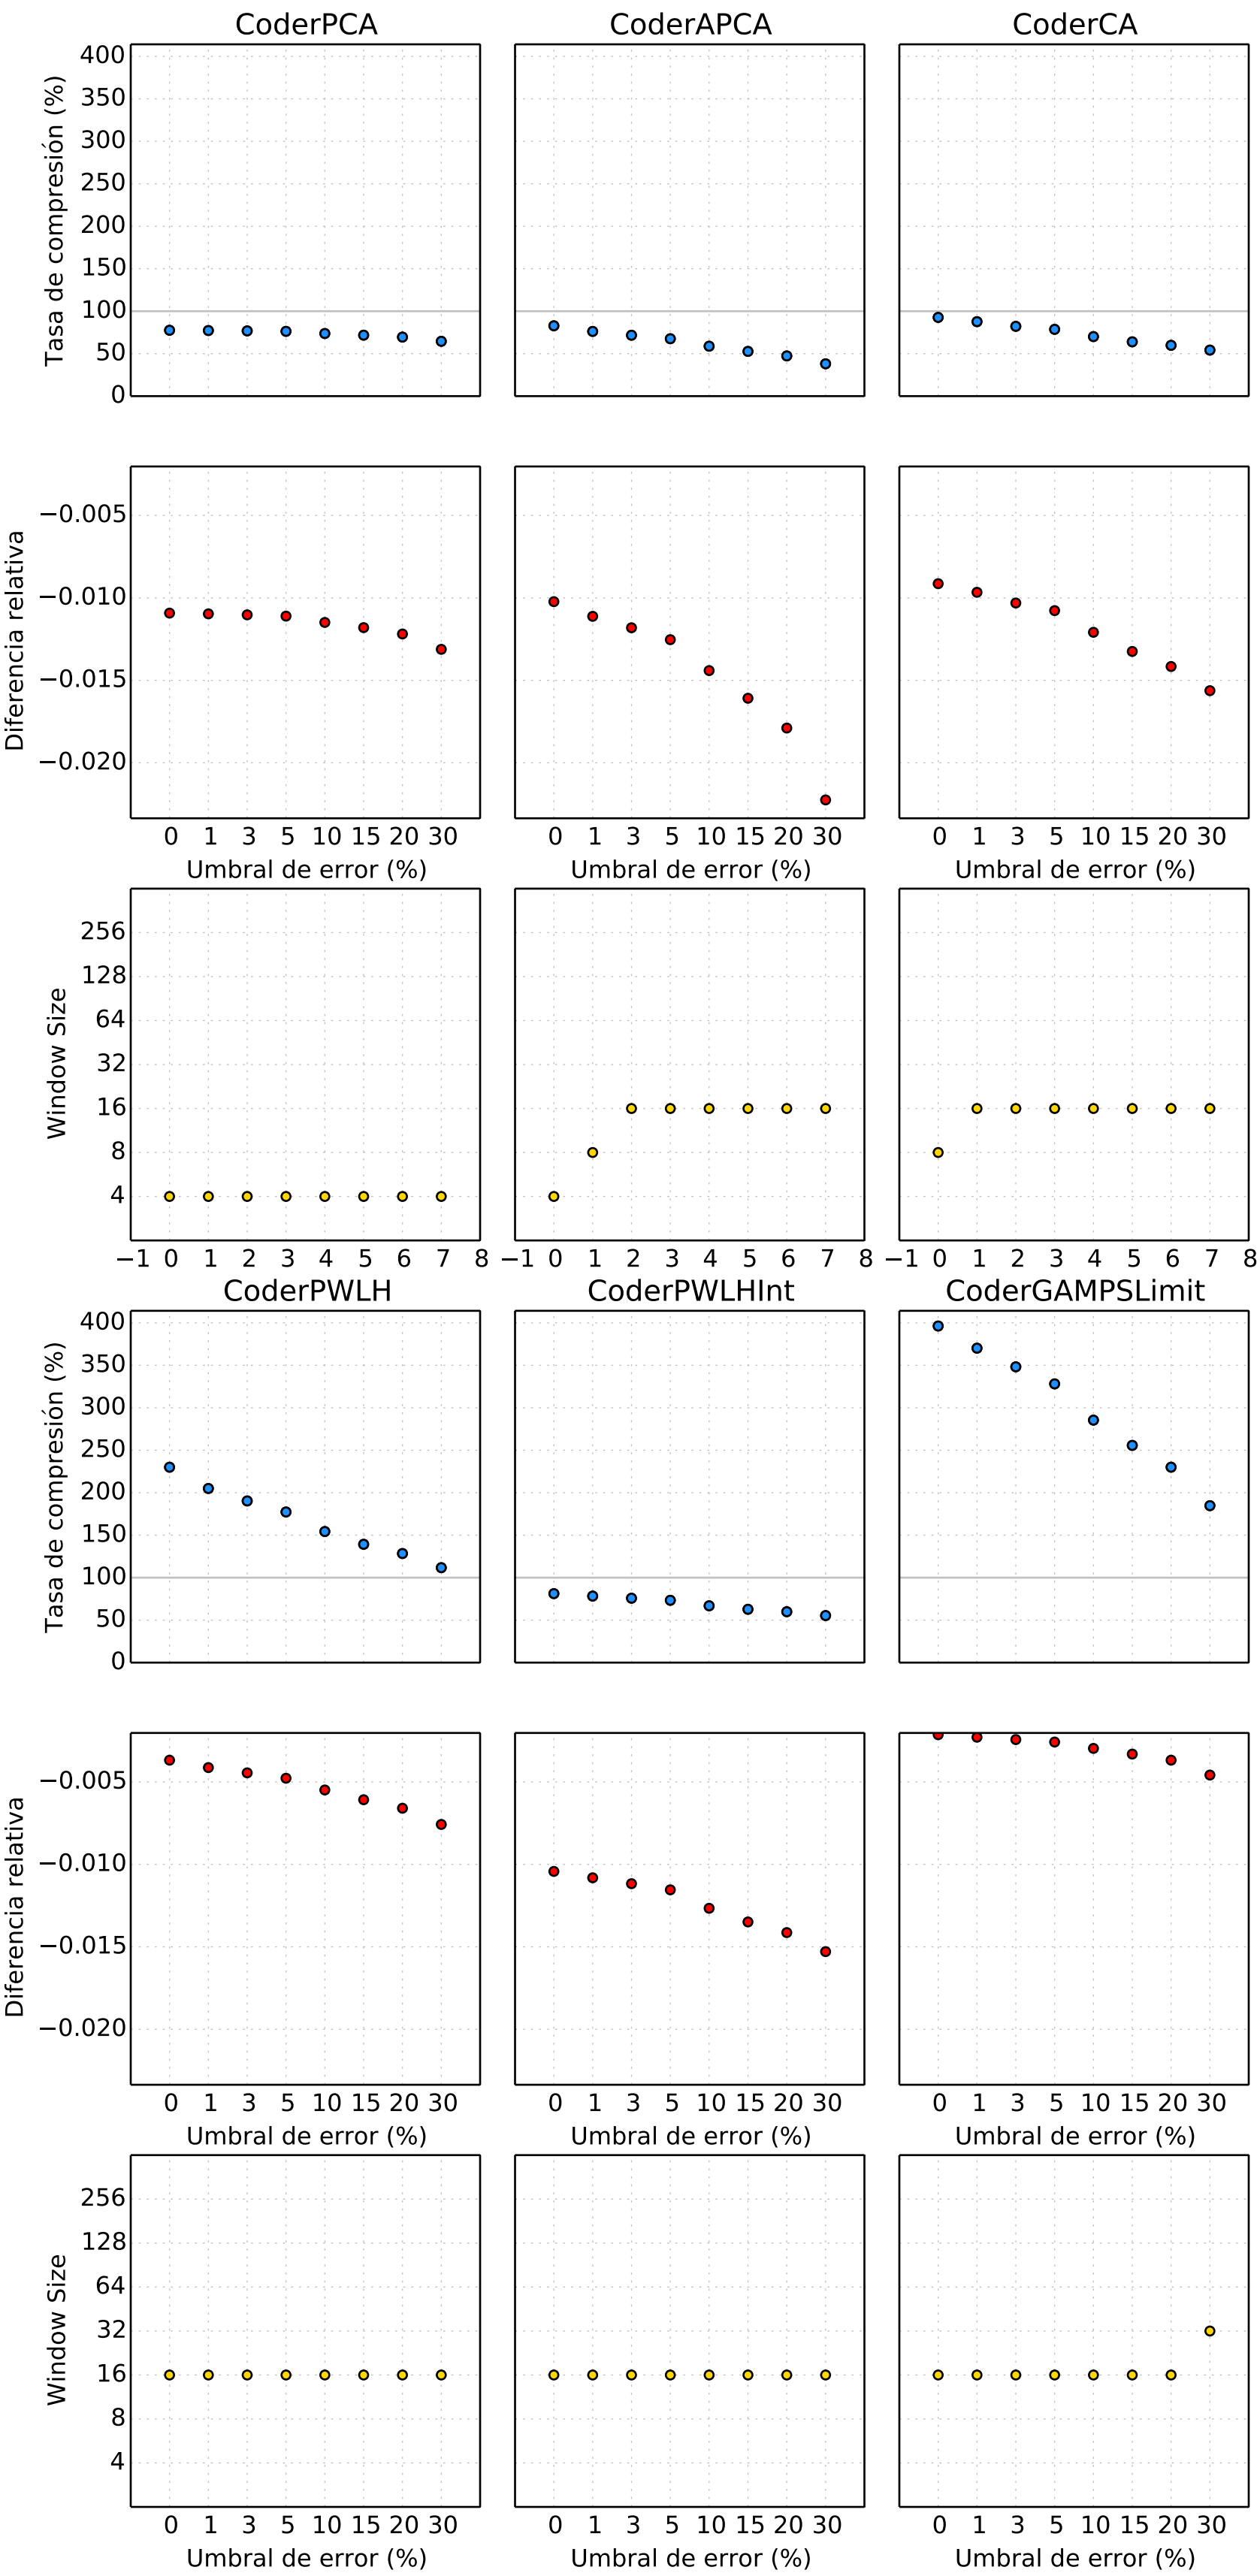 CoderPCA CoderAPCA CoderCA
400
350
300
250
200
150
100
50
0
Tasa de compresión (%)
−0.005
−0.010
−0.015
−0.020
Diferencia relativa
0 1 3 5 10 15 20 30 0 1 3 5 10 15 20 30 0 1 3 5 10 15 20 30
Umbral de error (%) Umbral de error (%) Umbral de error (%)
256
128
64
32
16
8
4
Window Size
−1 0 1 2 3 4 5 6 7 8 −1 0 1 2 3 4 5 6 7 8 −1 0 1 2 3 4 5 6 7 8
CoderPWLH CoderPWLHInt CoderGAMPSLimit
400
350
300
250
200
150
100
50
0
Tasa de compresión (%)
−0.005
−0.010
−0.015
−0.020
Diferencia relativa
0 1 3 5 10 15 20 30 0 1 3 5 10 15 20 30 0 1 3 5 10 15 20 30
Umbral de error (%) Umbral de error (%) Umbral de error (%)
256
128
64
32
16
8
4
Window Size
0 1 3 5 10 15 20 30 0 1 3 5 10 15 20 30 0 1 3 5 10 15 20 30
Umbral de error (%) Umbral de error (%) Umbral de error (%)